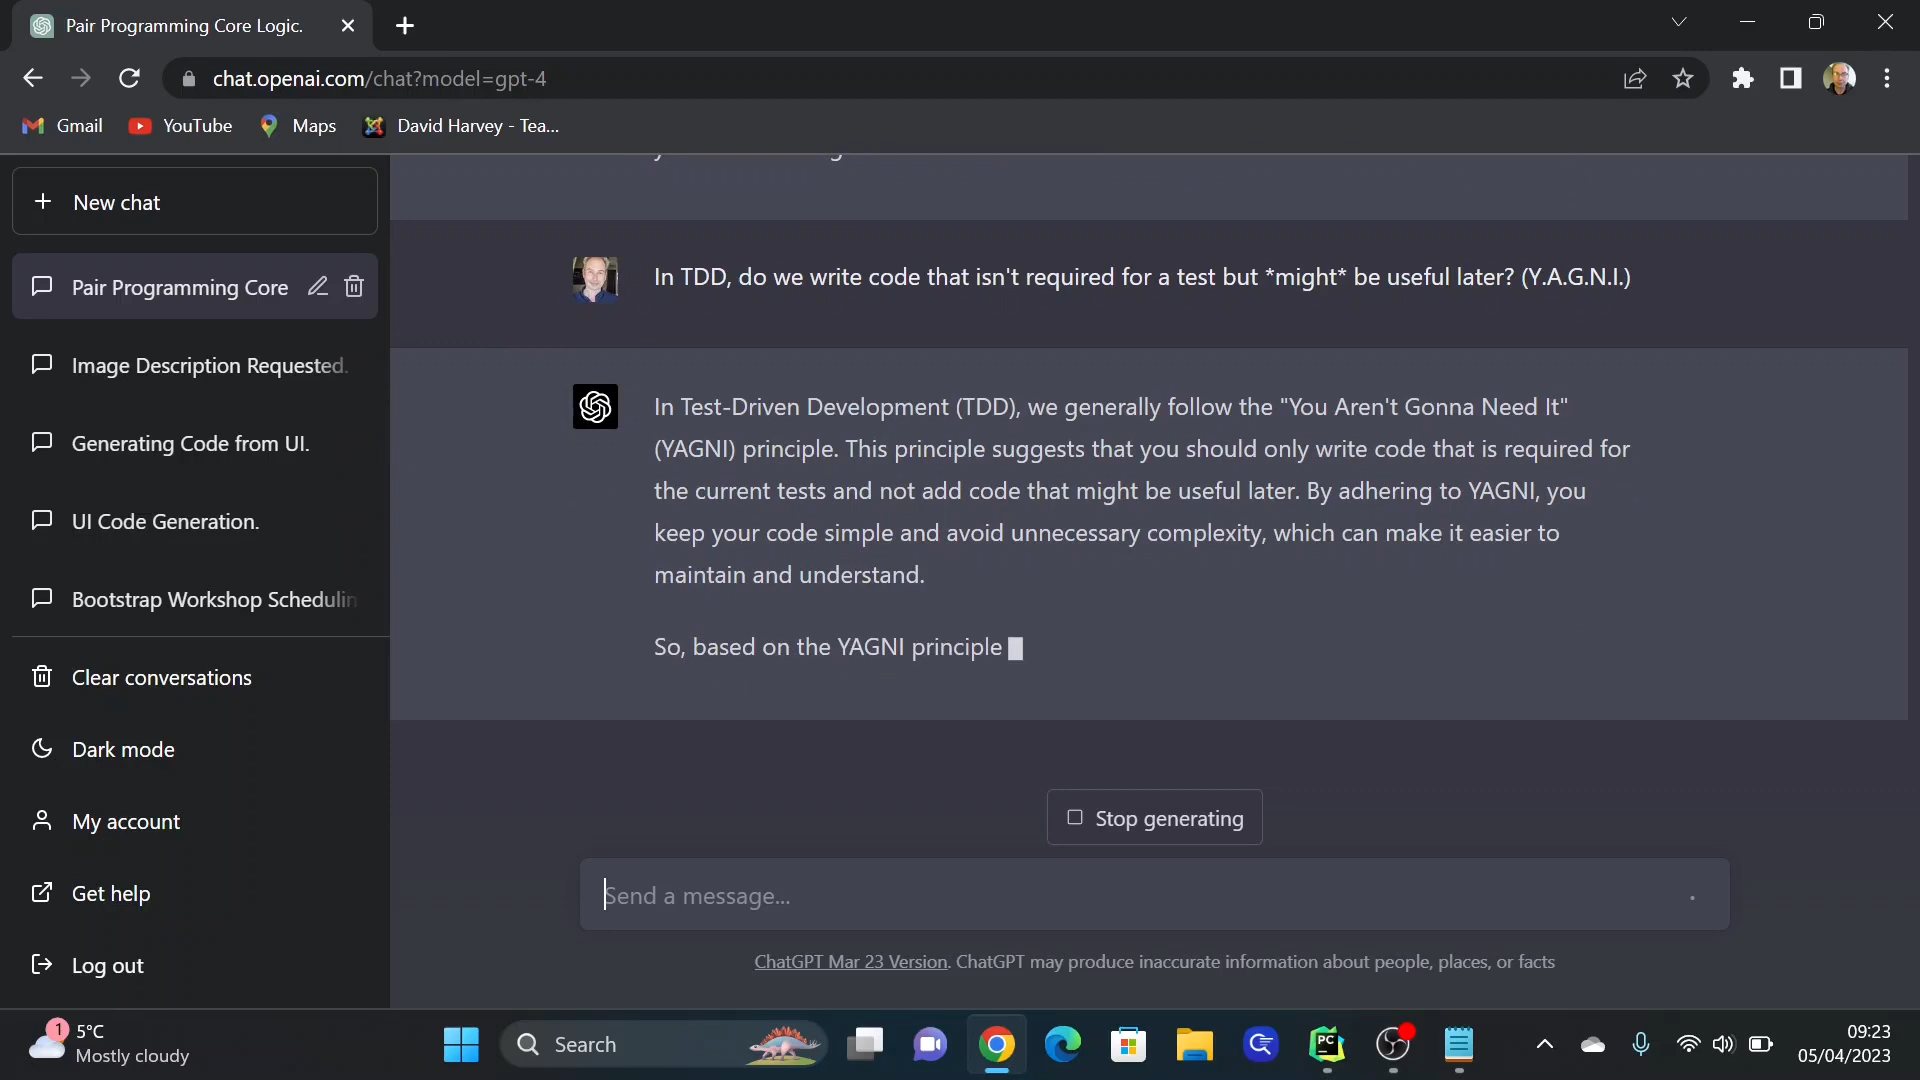 Pair Programming Core Logic.
chat.openai.com/chat?model=gpt-4
Gmail
YouTube
Maps
David Harvey - Tea...
New chat
Pair Programming Core
Image Description Requested.
Generating Code from UI.
UI Code Generation.
Bootstrap Workshop Schedulin
Clear conversations
Dark mode
My account
Get help
Log out
In TDD, do we write code that isn't required for a test but *might* be useful later? (Y.A.G.N.I.)
In Test-Driven Development (TDD), we generally follow the "You Aren't Gonna Need It"
(YAGNI) principle. This principle suggests that you should only write code that is required for
the current tests and not add code that might be useful later. By adhering to YAGNI, you
keep your code simple and avoid unnecessary complexity, which can make it easier to
maintain and understand.
So, based on the YAGNI principle
Stop generating
Send a message...
ChatGPT Mar 23 Version. ChatGPT may produce inaccurate information about people, places, or facts
1
5°C
Mostly cloudy
Search
PC
09:23
05/04/2023